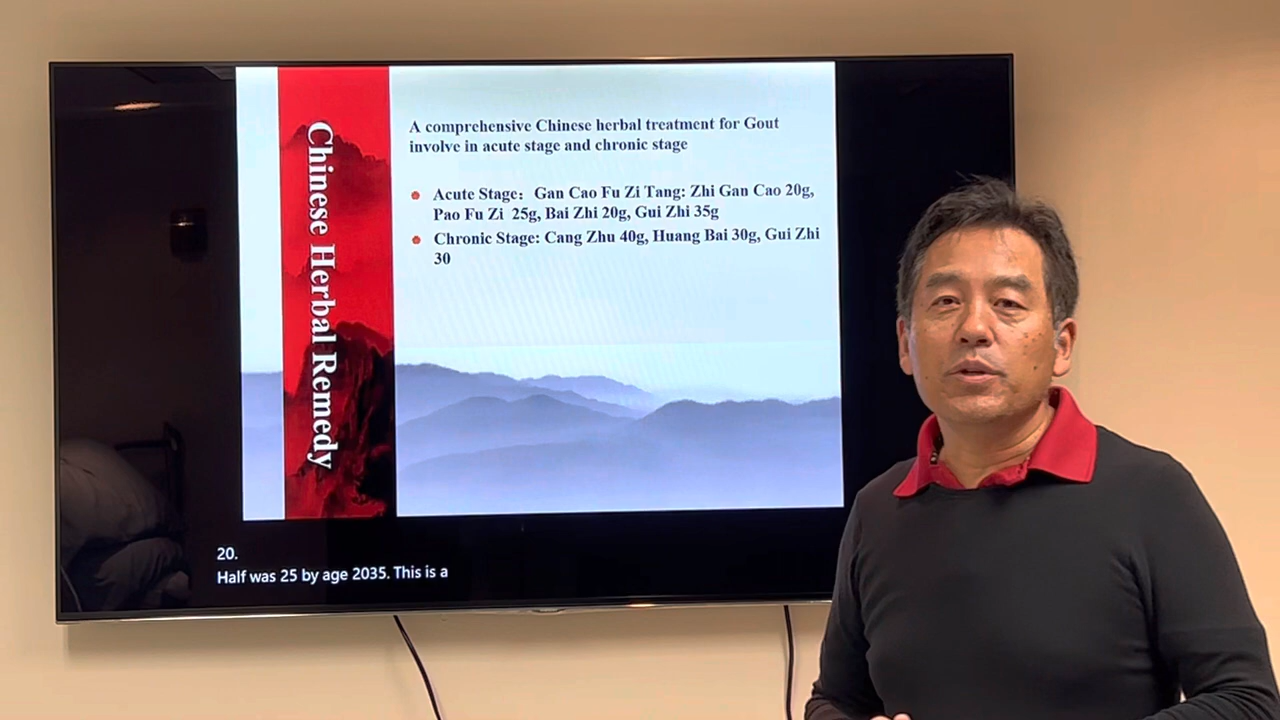 Chinese Herbal Remedy
A comprehensive Chinese herbal treatment for Gout
involve in acute stage and chronic stage
Acute Stage: Gan Cao Fu Zi Tang: Zhi Gan Cao 20g,
Pao Fu Zi 25g, Bai Zhi 20g, Gui Zhi 35g
Chronic Stage: Cang Zhu 40g, Huang Bai 30g, Gui Zhi
30
20.
Half was 25 by age 2035. This is a